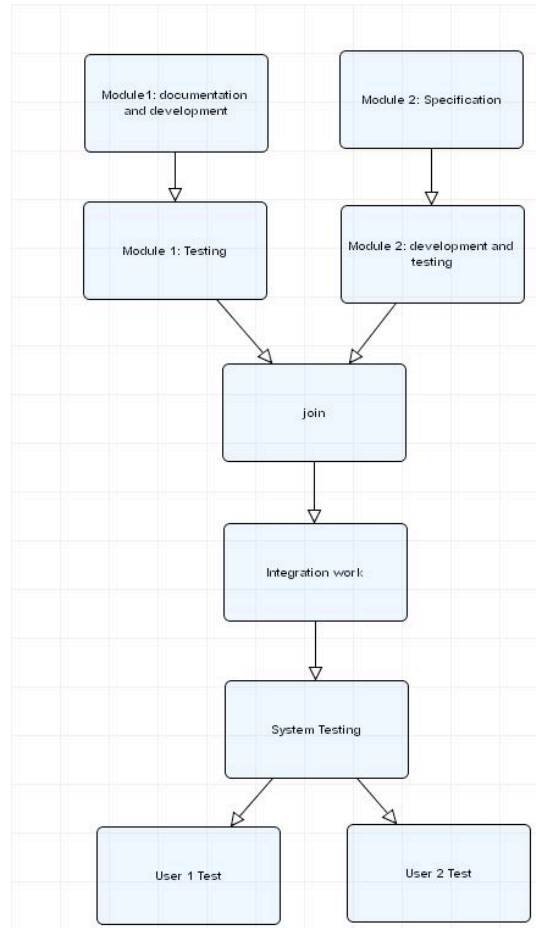 Module1: documentation
and development
Module 2: Specification
Module 1: Testing
Module 2: development and
testing
join
Integration work
System Testing
User 1 Test
User 2 Test